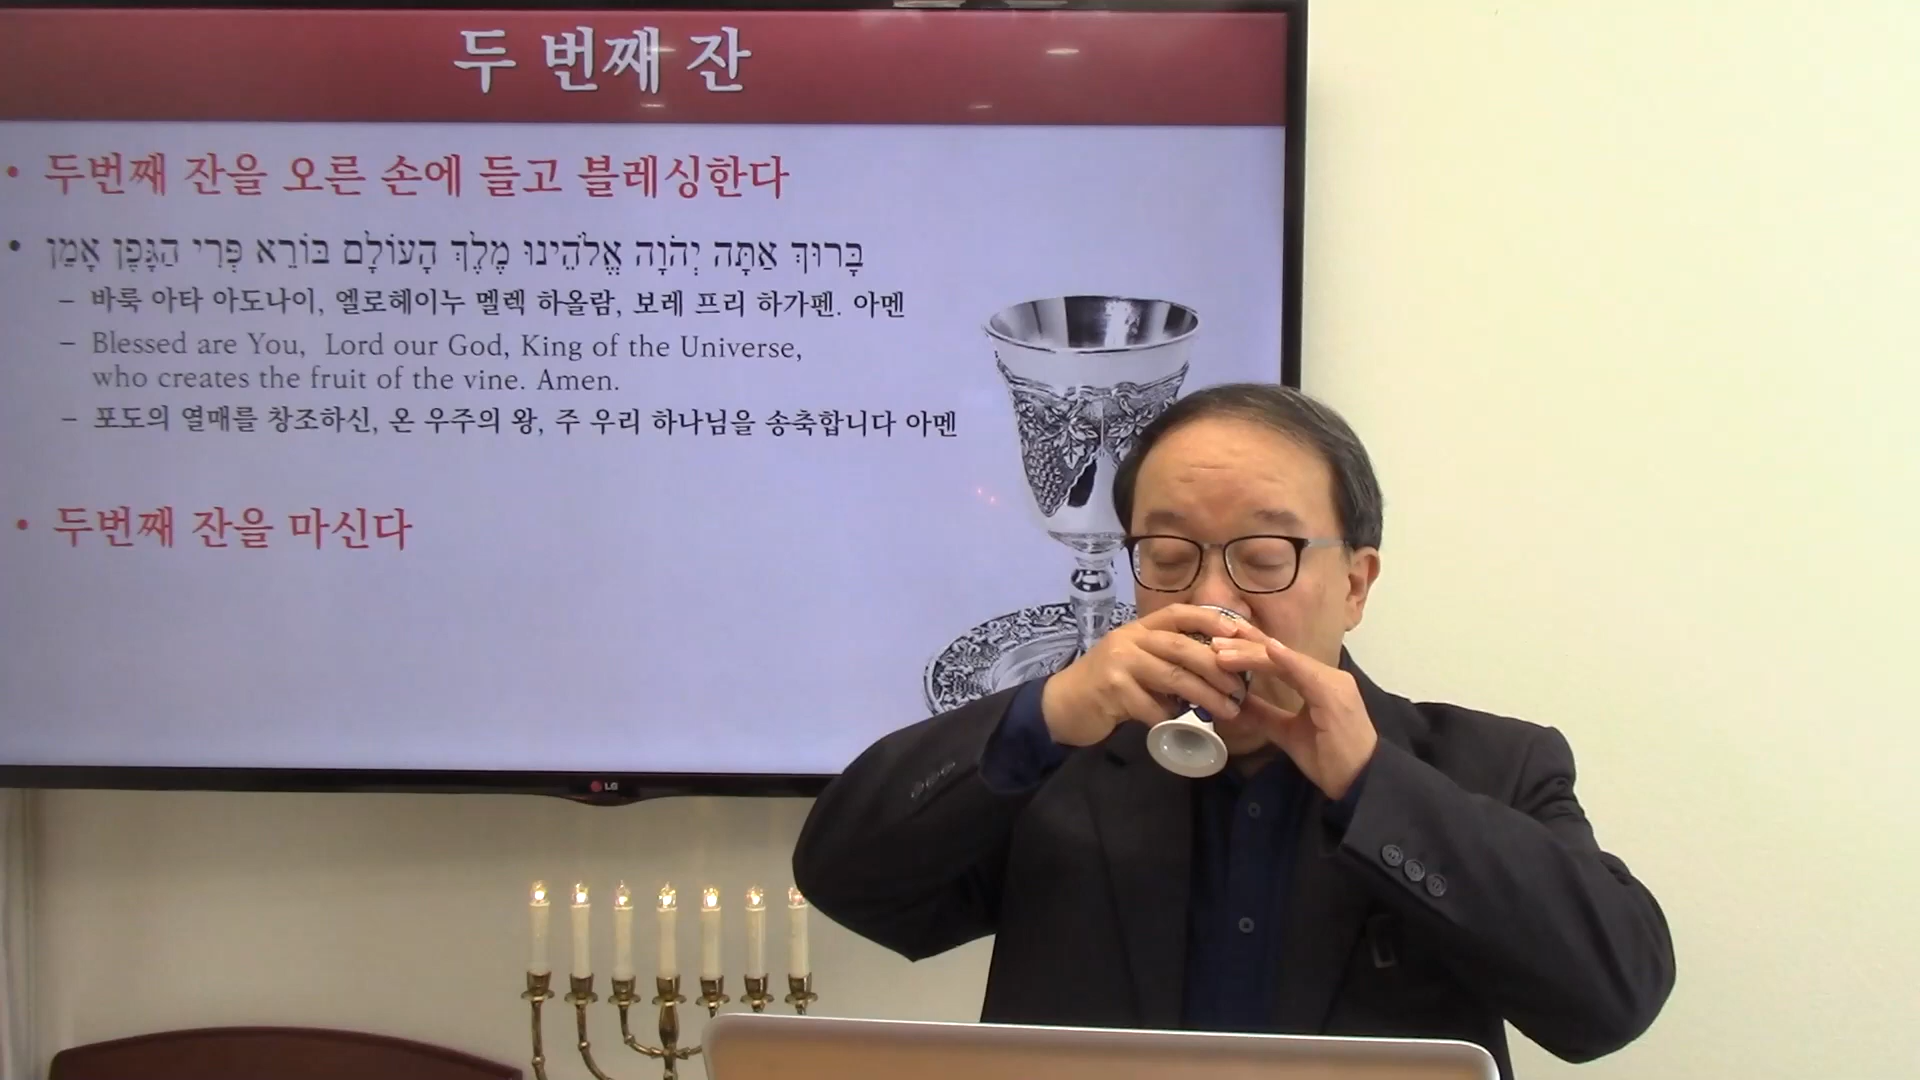 두 번째 잔
• 두번째 잔을 오른 손에 들고 블레싱한다
• בָּרוּךְ אַתָּה יְהֹוָה אֱלֹהֵינוּ מֶלֶךְ הָעוֹלָם בּוֹרֵא פְּרִי הַגָּפֶן אָמֵן
– 바룩 아타 아도나이, 엘로헤이누 멜렉 하올람, 보레 프리 하가펜. 아멘
– Blessed are You, Lord our God, King of the Universe,
who creates the fruit of the vine. Amen.
– 포도의 열매를 창조하신, 온 우주의 왕, 주 우리 하나님을 송축합니다 아멘
• 두번째 잔을 마신다
LG